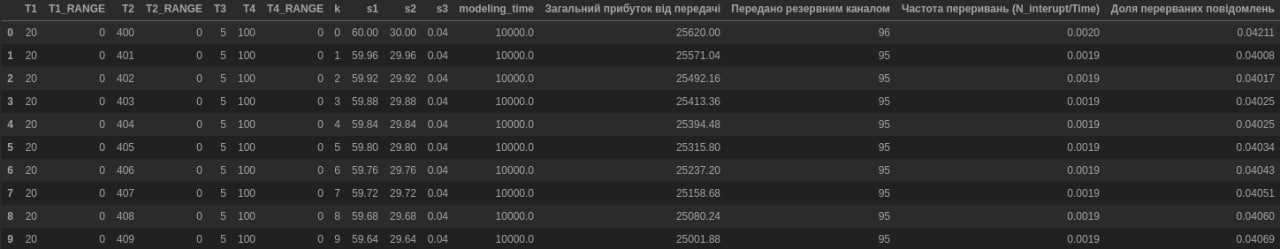 T1 T1_RANGE T2 T2_RANGE T3 T4 T4_RANGE k s1 s2 s3 modeling_time Загальний прибуток від передачі Передано резервним каналом Частота переривань (N_interupt/Time) Доля перерваних повідомлень
0 20 0 400 0 5 100 0 0 60.00 30.00 0.04 10000.0 25620.00 96 0.0020 0.04211
1 20 0 401 0 5 100 0 1 59.96 29.96 0.04 10000.0 25571.04 95 0.0019 0.04008
2 20 0 402 0 5 100 0 2 59.92 29.92 0.04 10000.0 25492.16 95 0.0019 0.04017
3 20 0 403 0 5 100 0 3 59.88 29.88 0.04 10000.0 25413.36 95 0.0019 0.04025
4 20 0 404 0 5 100 0 4 59.84 29.84 0.04 10000.0 25394.48 95 0.0019 0.04025
5 20 0 405 0 5 100 0 5 59.80 29.80 0.04 10000.0 25315.80 95 0.0019 0.04034
6 20 0 406 0 5 100 0 6 59.76 29.76 0.04 10000.0 25237.20 95 0.0019 0.04043
7 20 0 407 0 5 100 0 7 59.72 29.72 0.04 10000.0 25158.68 95 0.0019 0.04051
8 20 0 408 0 5 100 0 8 59.68 29.68 0.04 10000.0 25080.24 95 0.0019 0.04060
9 20 0 409 0 5 100 0 9 59.64 29.64 0.04 10000.0 25001.88 95 0.0019 0.04069